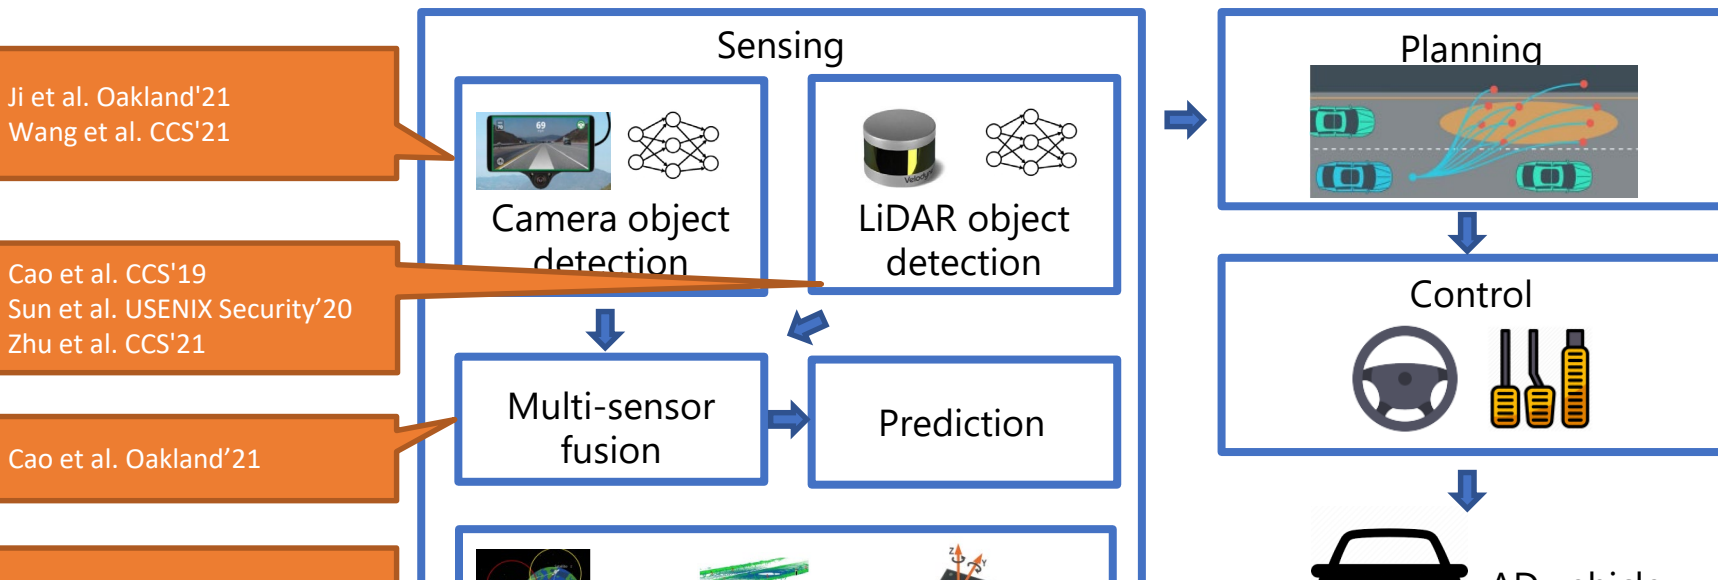 Sensing
Planning
Ji et al. Oakland'21
Wang et al. CCS'21
69
Velodyne
Camera object
detection
LiDAR object
detection
Cao et al. CCS'19
Sun et al. USENIX Security’20
Zhu et al. CCS'21
Control
Multi-sensor
fusion
Prediction
Cao et al. Oakland’21
Z
Y